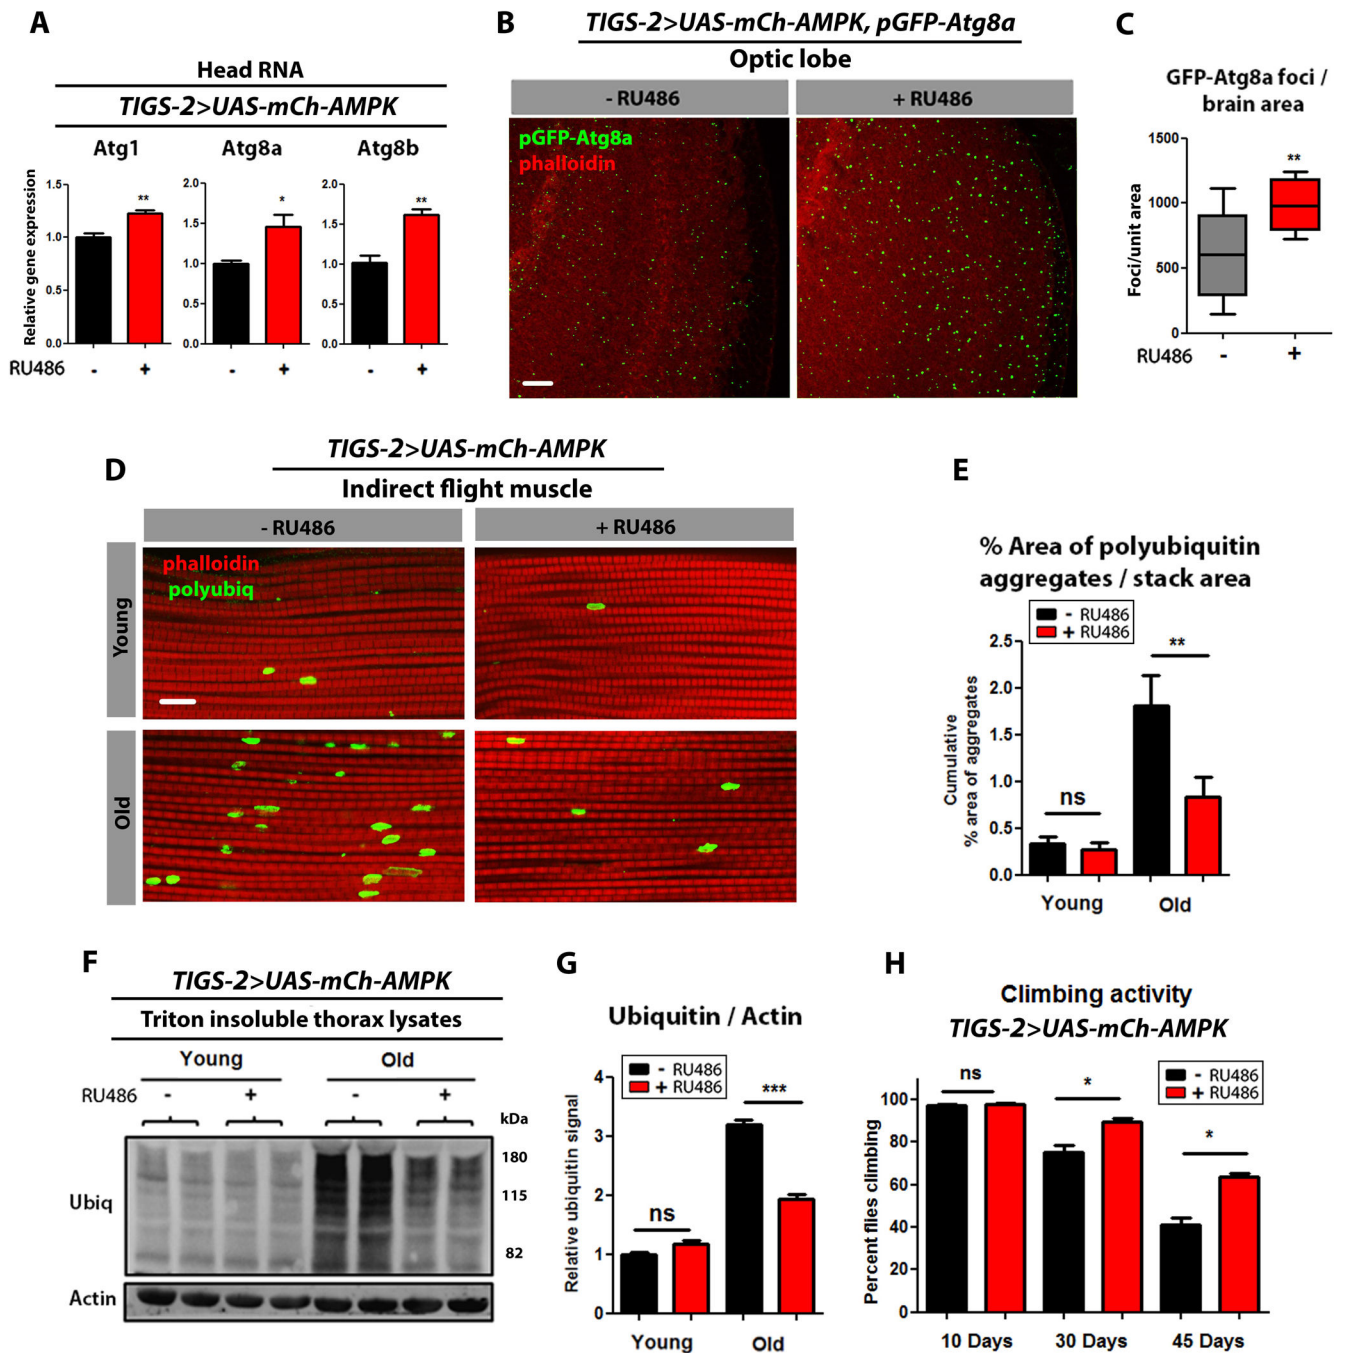 A
Head RNA
TIGS-2>UAS-mCh-AMPK
Atg1
Atg8a
Atg8b
Relative gene expression
1.5
1.0
0.5
0.0
2.0
1.5
1.0
0.5
0.0
2.0
1.5
1.0
0.5
0.0
**
*
**
RU486
- +
- +
- +
B
TIGS-2>UAS-mCh-AMPK, pGFP-Atg8a
Optic lobe
- RU486
+ RU486
pGFP-Atg8a
phalloidin
C
GFP-Atg8a foci /
brain area
Foci/unit area
1500
1000
500
0
**
RU486 - +
D
TIGS-2>UAS-mCh-AMPK
Indirect flight muscle
- RU486
+ RU486
Young
phalloidin
polyubiq
Old
E
% Area of polyubiquitin
aggregates / stack area
- RU486
+ RU486
Cumulative
% area of aggregates
2.5
2.0
1.5
1.0
0.5
0.0
ns
**
Young
Old
F
TIGS-2>UAS-mCh-AMPK
Triton insoluble thorax lysates
Young
Old
RU486 - + - +
kDa
180
115
82
Ubiq
Actin
G
Ubiquitin / Actin
- RU486
+ RU486
Relative ubiquitin signal
4
3
2
1
0
ns
***
Young
Old
H
Climbing activity
TIGS-2>UAS-mCh-AMPK
- RU486
+ RU486
Percent flies climbing
100
80
60
40
20
0
ns
*
*
10 Days
30 Days
45 Days